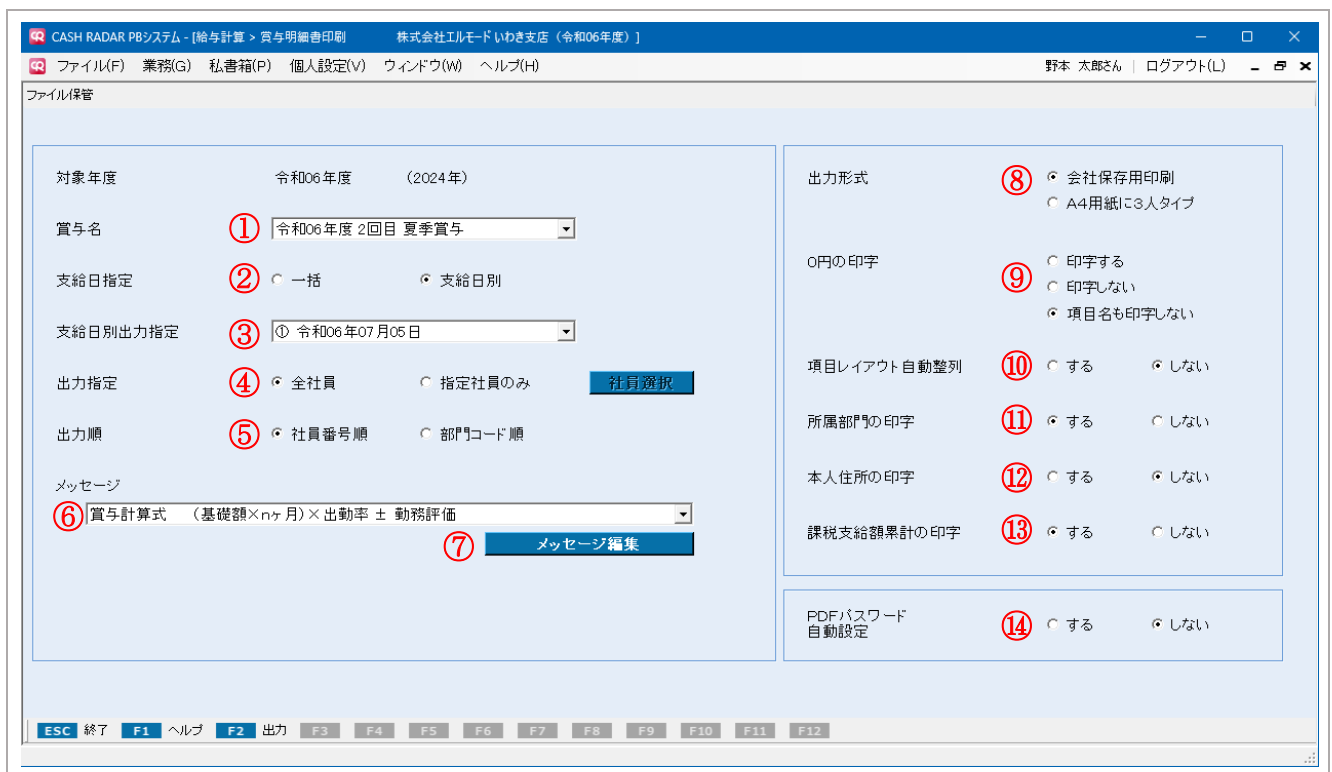 CASH RADAR PBシステム - [給与計算 > 賞与明細書印刷 株式会社エルモード いわき支店（令和06年度）]
ファイル(F) 業務(G) 私書箱(P) 個人設定(V) ウィンドウ(W) ヘルプ(H) 野本 太郎さん | ログアウト(L)
ファイル保管
対象年度 令和06年度 （2024年）
賞与名 ① 令和06年度 2回目 夏季賞与
支給日指定 ② 一括 支給日別
支給日別出力指定 ③ ① 令和06年07月05日
出力指定 ④ 全社員 指定社員のみ 社員選択
出力順 ⑤ 社員番号順 部門コード順
メッセージ
⑥ 賞与計算式 （基礎額×nヶ月）×出勤率 ± 勤務評価
⑦ メッセージ編集
出力形式 ⑧ 会社保存用印刷
A4用紙に3人タイプ
0円の印字 ⑨ 印字する
印字しない
項目名も印字しない
項目レイアウト自動整列 ⑩ する しない
所属部門の印字 ⑪ する しない
本人住所の印字 ⑫ する しない
課税支給額累計の印字 ⑬ する しない
PDFパスワード
自動設定 ⑭ する しない
ESC 終了 F1 ヘルプ F2 出力 F3 F4 F5 F6 F7 F8 F9 F10 F11 F12